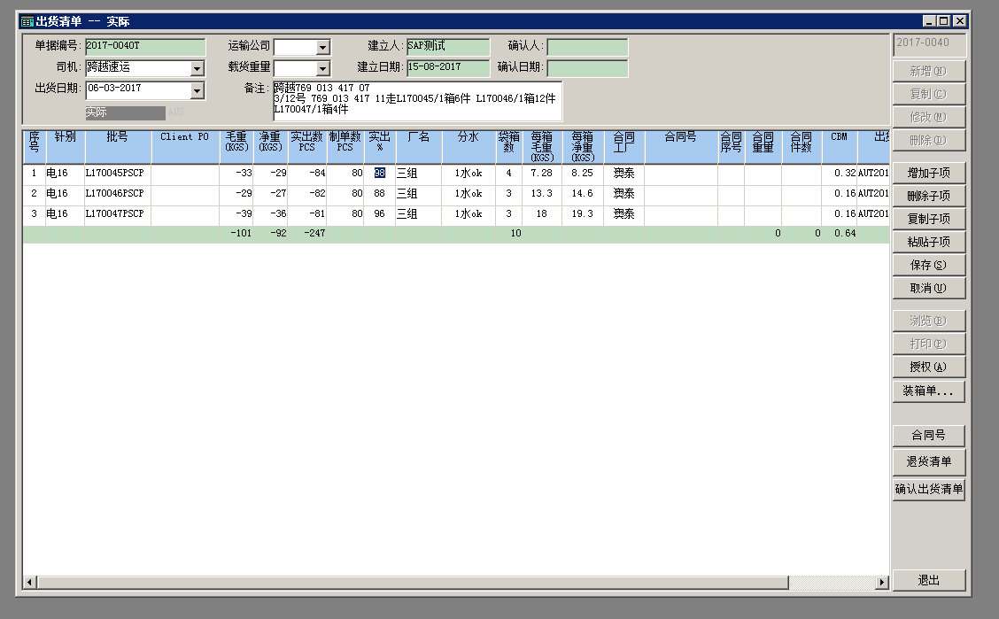 出货清单 -- 实际
单据编号: 2017-0040T 运输公司 建立人: SAP测试 确认人: 2017-0040
司机: 跨越速运 载货重量 建立日期: 15-08-2017 确认日期: 新增(N)
出货日期: 06-03-2017 备注: 跨越769 013 417 07
3/12号 769 013 417 11走L170045/1箱6件 L170046/1箱12件
L170047/1箱4件
实际 AUS
复制(C)
修改(M)
删除(D)
序号 针别 批号 Client PO 毛重(KGS) 净重(KGS) 实出数PCS 制单数PCS 实出% 厂名 分水 袋箱数 每箱毛重(KGS) 每箱净重(KGS) 合同工厂 合同号 合同序号 合同重量 合同件数 CBM 出货
1 电16 L170045PSCP -33 -29 -84 80 98 三组 1水ok 4 7.28 8.25 澳泰 0.32 AUT201
2 电16 L170046PSCP -29 -27 -82 80 88 三组 1水ok 3 13.3 14.6 澳泰 0.16 AUT201
3 电16 L170047PSCP -39 -36 -81 80 96 三组 1水ok 3 18 19.3 澳泰 0.16 AUT201
-101 -92 -247 10 0 0 0.64
增加子项
删除子项
复制子项
粘贴子项
保存(S)
取消(U)
浏览(B)
打印(P)
授权(A)
装箱单...
合同号
退货清单
确认出货清单
退出